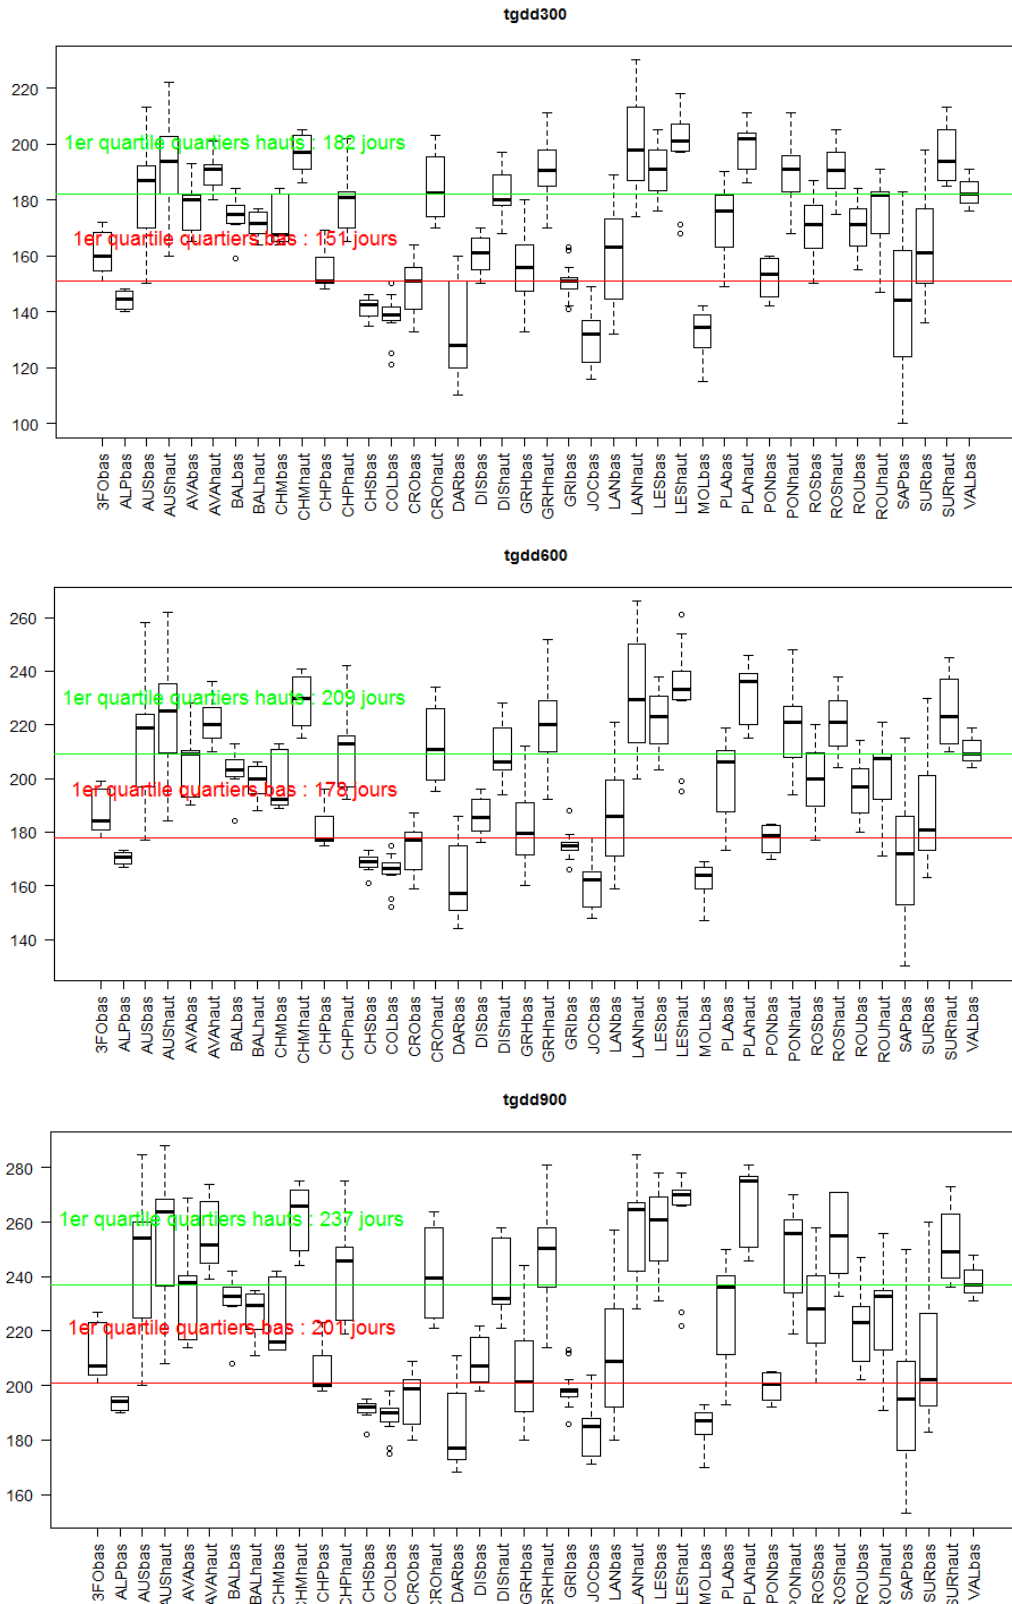 tgdd300
220
200
180
160
140
120
100
1er quartile quartiers hauts : 182 jours
1er quartile quartiers bas : 151 jours
3FObas
ALPbas
AUSbas
AUShaut
AVAbas
AVAhaut
BALbas
BALhaut
CHMbas
CHMhaut
CHPbas
CHPhaut
CHSbas
COLbas
CRObas
CROhaut
DARbas
DISbas
DIShaut
GRHbas
GRHhaut
GRIbas
JOCbas
LANbas
LANhaut
LESbas
LEShaut
MOLbas
PLAbas
PLAhaut
PONbas
PONhaut
ROSbas
ROShaut
ROUbas
ROUhaut
SAPbas
SURbas
SURhaut
VALbas
tgdd600
260
240
220
200
180
160
140
1er quartile quartiers hauts : 209 jours
1er quartile quartiers bas : 178 jours
3FObas
ALPbas
AUSbas
AUShaut
AVAbas
AVAhaut
BALbas
BALhaut
CHMbas
CHMhaut
CHPbas
CHPhaut
CHSbas
COLbas
CRObas
CROhaut
DARbas
DISbas
DIShaut
GRHbas
GRHhaut
GRIbas
JOCbas
LANbas
LANhaut
LESbas
LEShaut
MOLbas
PLAbas
PLAhaut
PONbas
PONhaut
ROSbas
ROShaut
ROUbas
ROUhaut
SAPbas
SURbas
SURhaut
VALbas
tgdd900
280
260
240
220
200
180
160
1er quartile quartiers hauts : 237 jours
1er quartile quartiers bas : 201 jours
3FObas
ALPbas
AUSbas
AUShaut
AVAbas
AVAhaut
BALbas
BALhaut
CHMbas
CHMhaut
CHPbas
CHPhaut
CHSbas
COLbas
CRObas
CROhaut
DARbas
DISbas
DIShaut
GRHbas
GRHhaut
GRIbas
JOCbas
LANbas
LANhaut
LESbas
LEShaut
MOLbas
PLAbas
PLAhaut
PONbas
PONhaut
ROSbas
ROShaut
ROUbas
ROUhaut
SAPbas
SURbas
SURhaut
VALbas